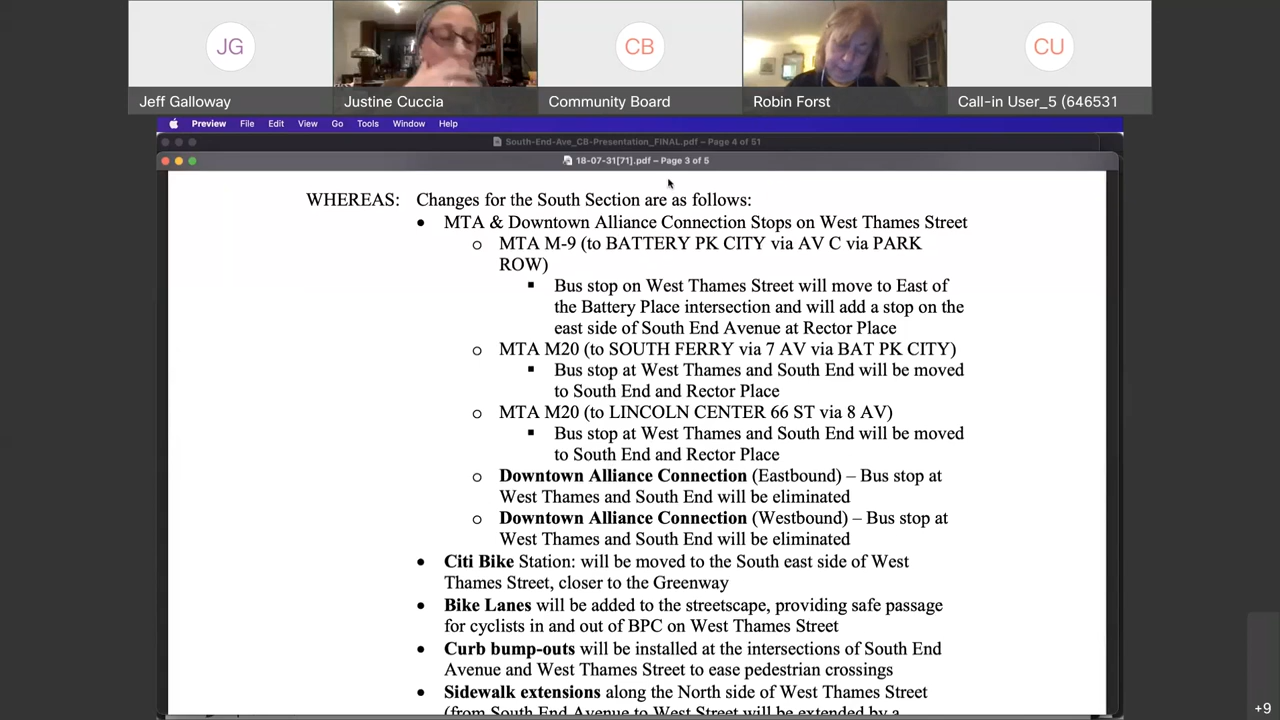 JG
CB
CU
Jeff Galloway
Justine Cuccia
Community Board
Robin Forst
Call-in User_5 (646531
Preview File Edit View Go Tools Window Help
South-End-Ave_CB-Presentation_FINAL.pdf – Page 4 of 51
18-07-31[71].pdf – Page 3 of 5
WHEREAS: Changes for the South Section are as follows:
• MTA & Downtown Alliance Connection Stops on West Thames Street
o MTA M-9 (to BATTERY PK CITY via AV C via PARK
ROW)
▪ Bus stop on West Thames Street will move to East of
the Battery Place intersection and will add a stop on the
east side of South End Avenue at Rector Place
o MTA M20 (to SOUTH FERRY via 7 AV via BAT PK CITY)
▪ Bus stop at West Thames and South End will be moved
to South End and Rector Place
o MTA M20 (to LINCOLN CENTER 66 ST via 8 AV)
▪ Bus stop at West Thames and South End will be moved
to South End and Rector Place
o Downtown Alliance Connection (Eastbound) – Bus stop at
West Thames and South End will be eliminated
o Downtown Alliance Connection (Westbound) – Bus stop at
West Thames and South End will be eliminated
• Citi Bike Station: will be moved to the South east side of West
Thames Street, closer to the Greenway
• Bike Lanes will be added to the streetscape, providing safe passage
for cyclists in and out of BPC on West Thames Street
• Curb bump-outs will be installed at the intersections of South End
Avenue and West Thames Street to ease pedestrian crossings
• Sidewalk extensions along the North side of West Thames Street
(from South End Avenue to West Street will be extended by a
+9